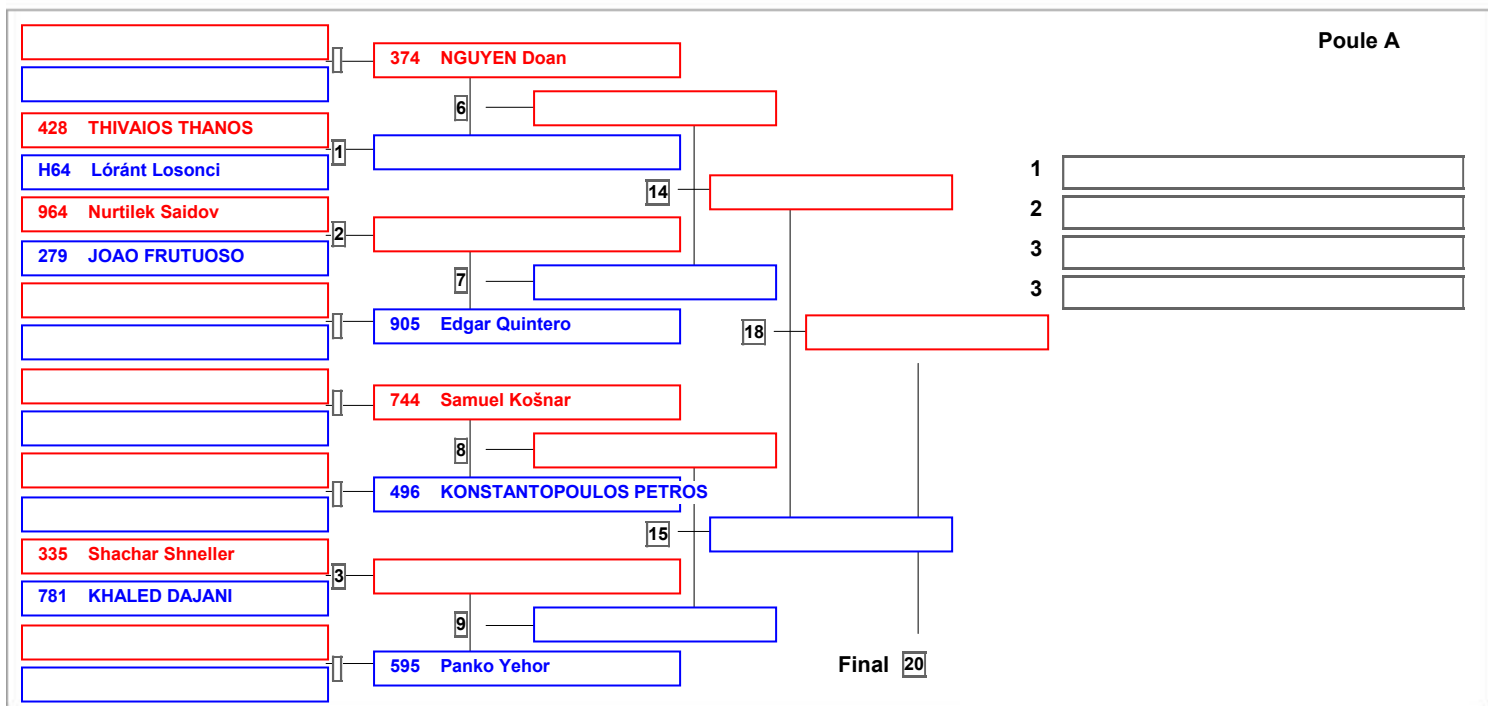 Poule A
374 NGUYEN Doan
6
428 THIVAIOS THANOS
1
H64 Lóránt Losonci
14
964 Nurtilek Saidov
2
279 JOAO FRUTUOSO
7
905 Edgar Quintero
18
744 Samuel Košnar
8
496 KONSTANTOPOULOS PETROS
15
335 Shachar Shneller
3
781 KHALED DAJANI
9
595 Panko Yehor
Final 20
1
2
3
3